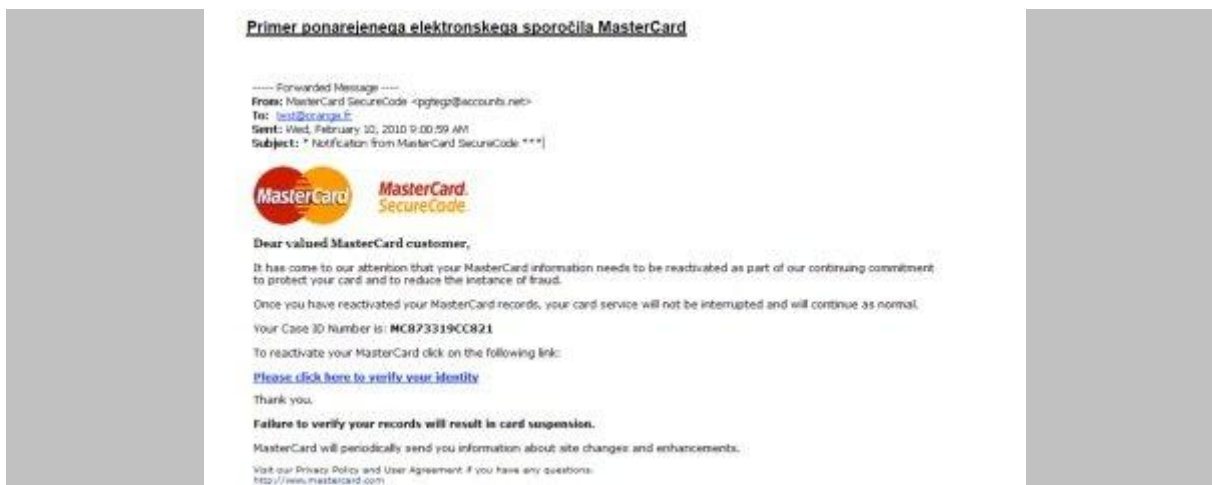 Primer ponarejenega elektronskega sporočila MasterCard
----- Forwarded Message ----
From: MasterCard SecureCode <pgtegz@accounts.net>
To: test@orange.fr
Sent: Wed, February 10, 2010 9:00:59 AM
Subject: * Notification from MasterCard SecureCode ***|
MasterCard
MasterCard.
SecureCode.
Dear valued MasterCard customer,
It has come to our attention that your MasterCard information needs to be reactivated as part of our continuing commitment
to protect your card and to reduce the instance of fraud.
Once you have reactivated your MasterCard records, your card service will not be interrupted and will continue as normal.
Your Case ID Number is: MC873319CC821
To reactivate your MasterCard click on the following link:
Please click here to verify your identity
Thank you.
Failure to verify your records will result in card suspension.
MasterCard will periodically send you information about site changes and enhancements.
Visit our Privacy Policy and User Agreement if you have any questions.
http://www.mastercard.com